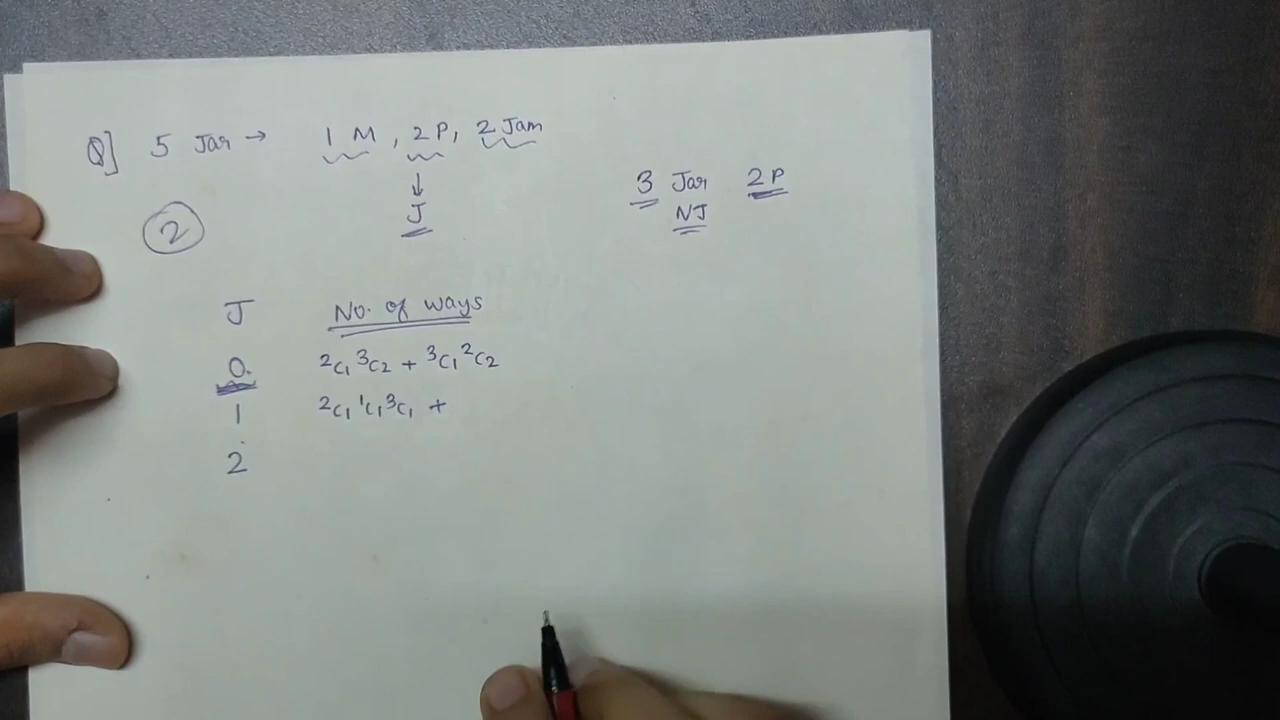 Q] 5 Jar → 1 M, 2 P, 2 Jam
↓
J
3 Jar 2 P
NJ
2
J No. of ways
0. ²C₁ ³C₂ + ³C₁ ²C₂
1 ²C₁ ¹C₁ ³C₁ +
2